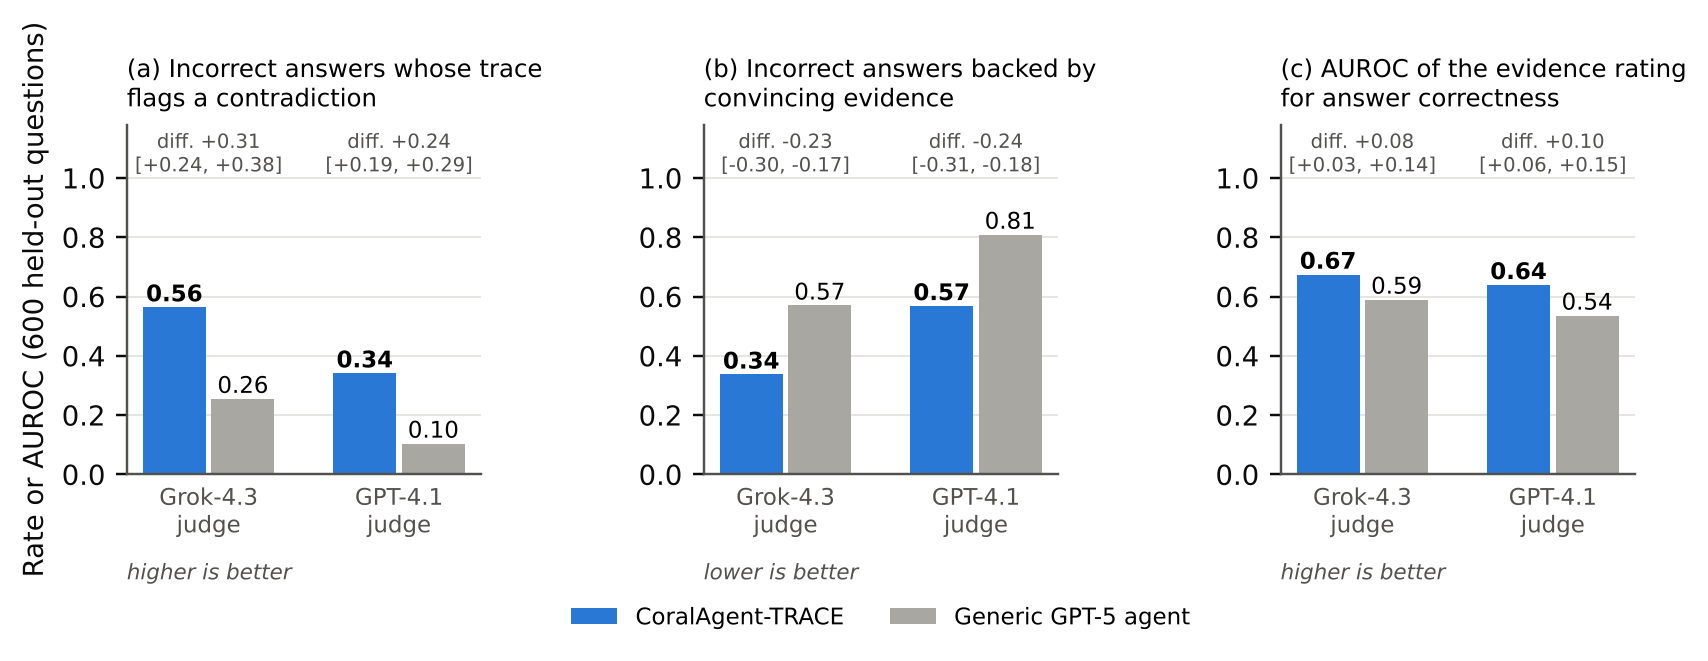 Rate or AUROC (600 held-out questions)
(a) Incorrect answers whose trace
flags a contradiction
diff. +0.31
[+0.24, +0.38]
diff. +0.24
[+0.19, +0.29]
1.0
0.8
0.6
0.4
0.2
0.0
0.56
0.26
0.34
0.10
Grok-4.3
judge
GPT-4.1
judge
higher is better
(b) Incorrect answers backed by
convincing evidence
diff. -0.23
[-0.30, -0.17]
diff. -0.24
[-0.31, -0.18]
1.0
0.8
0.6
0.4
0.2
0.0
0.34
0.57
0.57
0.81
Grok-4.3
judge
GPT-4.1
judge
lower is better
(c) AUROC of the evidence rating
for answer correctness
diff. +0.08
[+0.03, +0.14]
diff. +0.10
[+0.06, +0.15]
1.0
0.8
0.6
0.4
0.2
0.0
0.67
0.59
0.64
0.54
Grok-4.3
judge
GPT-4.1
judge
higher is better
CoralAgent-TRACE
Generic GPT-5 agent